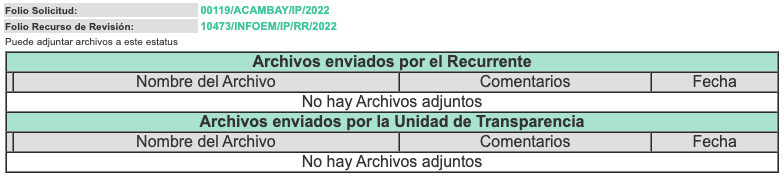 Folio Solicitud: 00119/ACAMBAY/IP/2022
Folio Recurso de Revisión: 10473/INFOEM/IP/RR/2022
Puede adjuntar archivos a este estatus
Archivos enviados por el Recurrente
Nombre del Archivo Comentarios Fecha
No hay Archivos adjuntos
Archivos enviados por la Unidad de Transparencia
Nombre del Archivo Comentarios Fecha
No hay Archivos adjuntos